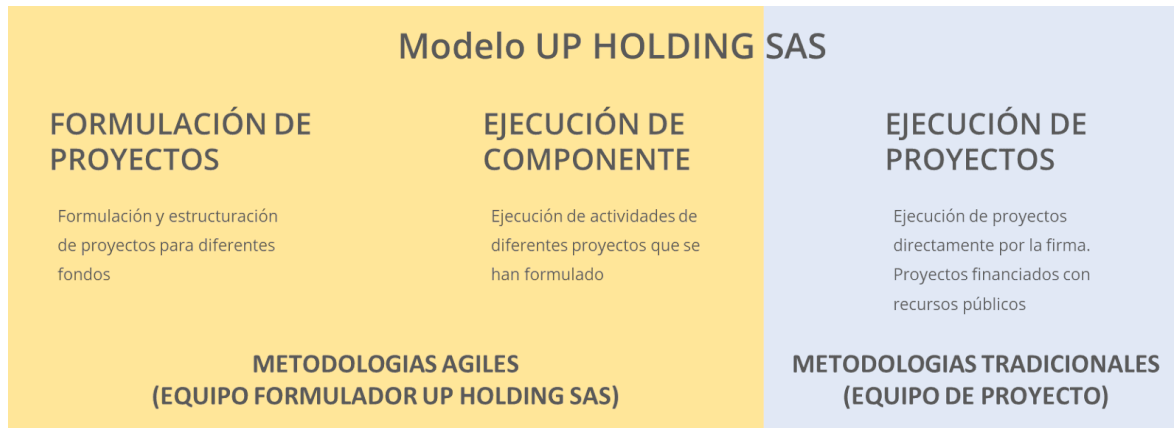 Modelo UP HOLDING SAS
FORMULACIÓN DE
PROYECTOS
Formulación y estructuración
de proyectos para diferentes
fondos
EJECUCIÓN DE
COMPONENTE
Ejecución de actividades de
diferentes proyectos que se
han formulado
METODOLOGIAS AGILES
(EQUIPO FORMULADOR UP HOLDING SAS)
EJECUCIÓN DE
PROYECTOS
Ejecución de proyectos
directamente por la firma.
Proyectos financiados con
recursos públicos
METODOLOGIAS TRADICIONALES
(EQUIPO DE PROYECTO)